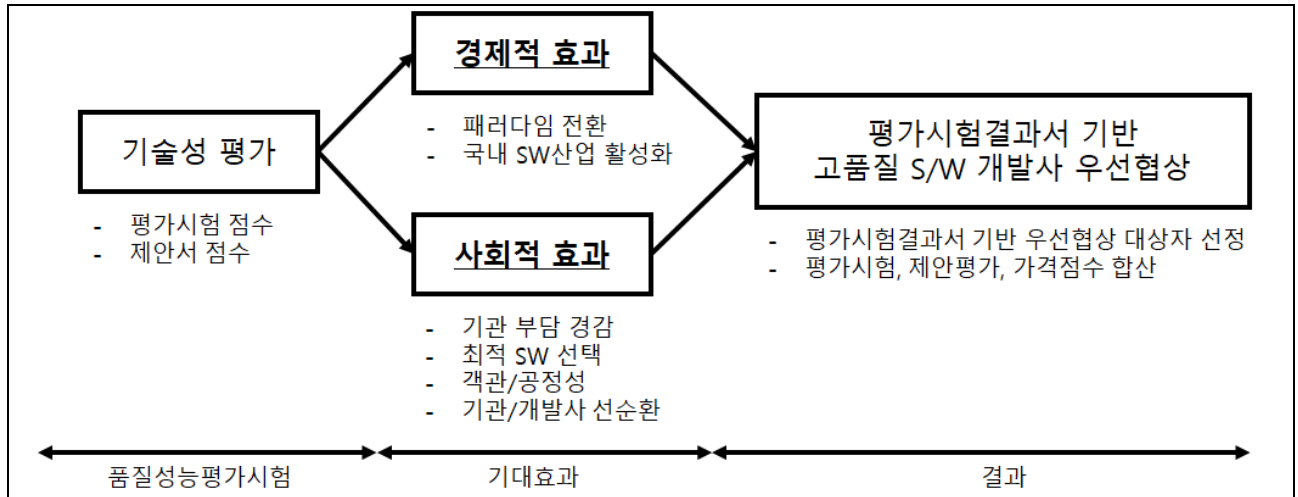 기술성 평가
- 평가시험 점수
- 제안서 점수
경제적 효과
- 패러다임 전환
- 국내 SW산업 활성화
사회적 효과
- 기관 부담 경감
- 최적 SW 선택
- 객관/공정성
- 기관/개발사 선순환
평가시험결과서 기반
고품질 S/W 개발사 우선협상
- 평가시험결과서 기반 우선협상 대상자 선정
- 평가시험, 제안평가, 가격점수 합산
품질성능평가시험
기대효과
결과